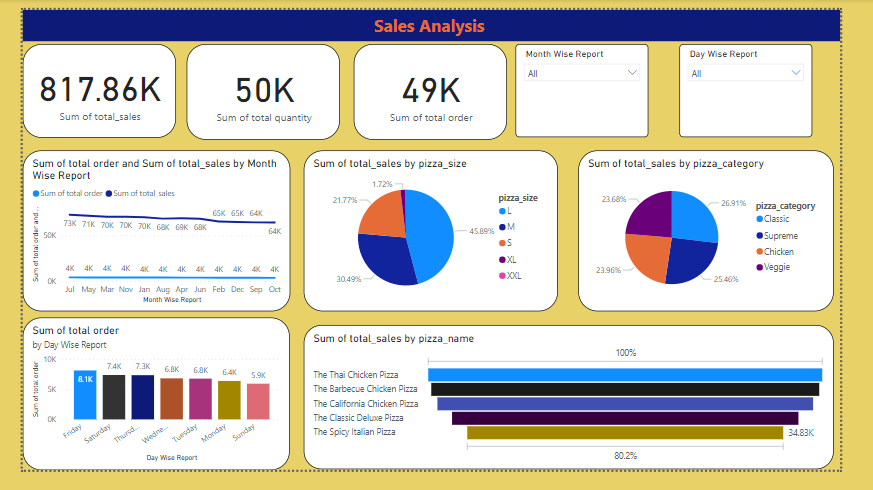 Sales Analysis
817.86K
Sum of total_sales
50K
Sum of total quantity
49K
Sum of total order
Month Wise Report
All
Day Wise Report
All
Sum of total order and Sum of total_sales by Month
Wise Report
Sum of total order Sum of total_sales
Sum of total order and...
50K
0K
73K 71K 70K 70K 70K 68K 69K 68K 65K 65K 64K 64K
4K 4K 4K 4K 4K 4K 4K 4K 4K 4K 4K 4K
Jul May Mar Nov Jan Aug Apr Jun Feb Dec Sep Oct
Month Wise Report
Sum of total_sales by pizza_size
1.72%
21.77%
45.89%
30.49%
pizza_size
L
M
S
XL
XXL
Sum of total_sales by pizza_category
23.68%
26.91%
23.96%
25.46%
pizza_category
Classic
Supreme
Chicken
Veggie
Sum of total order
by Day Wise Report
Sum of total order
10K
5K
0K
8.1K 7.4K 7.3K 6.8K 6.8K 6.4K 5.9K
Friday Saturday Thursd... Wedne... Tuesday Monday Sunday
Day Wise Report
Sum of total_sales by pizza_name
100%
The Thai Chicken Pizza
The Barbecue Chicken Pizza
The California Chicken Pizza
The Classic Deluxe Pizza
The Spicy Italian Pizza
34.83K
80.2%